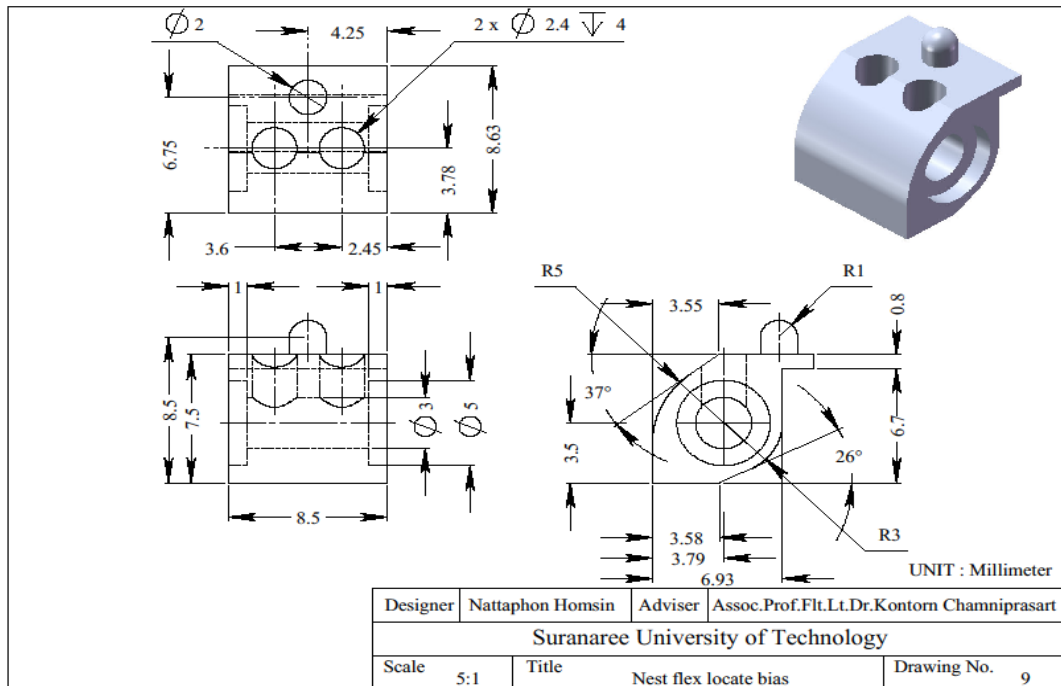 ∅ 2
4.25
2 x ∅ 2.4 ↧ 4
6.75
3.78
8.63
3.6
2.45
1
1
R5
3.55
R1
0.8
8.5
7.5
∅ 3
∅ 5
37°
3.5
6.7
26°
8.5
3.58
3.79
6.93
R3
UNIT : Millimeter
Designer Nattaphon Homsin Adviser Assoc.Prof.Flt.Lt.Dr.Kontorn Chamniprasart
Suranaree University of Technology
Scale 5:1 Title Nest flex locate bias Drawing No. 9